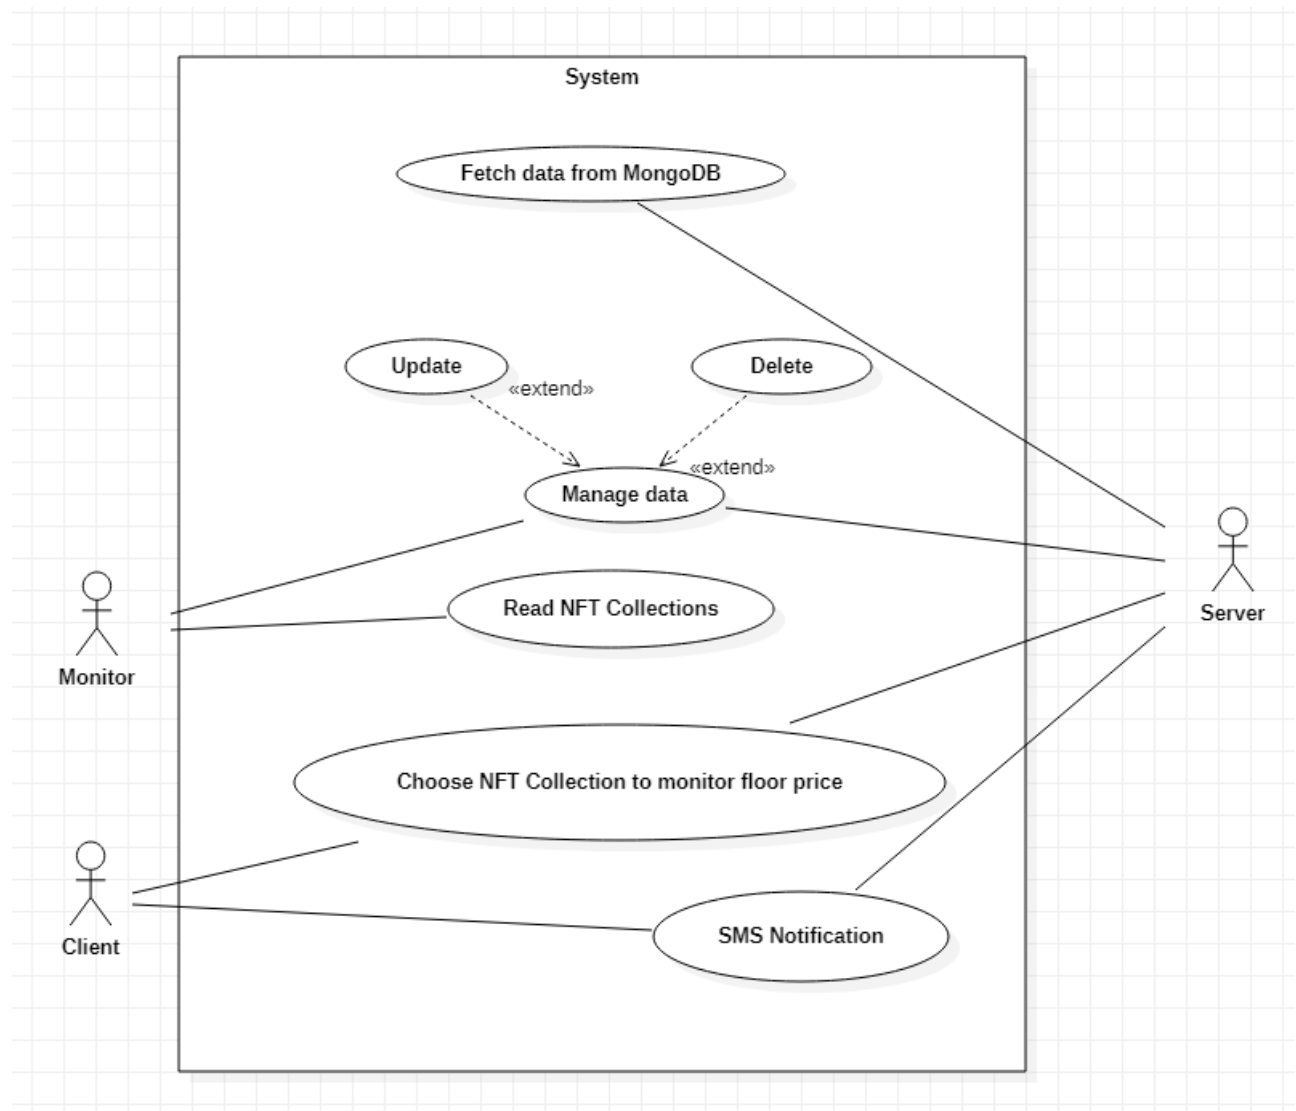 System
Fetch data from MongoDB
Update
Delete
«extend»
«extend»
Manage data
Read NFT Collections
Server
Monitor
Choose NFT Collection to monitor floor price
SMS Notification
Client